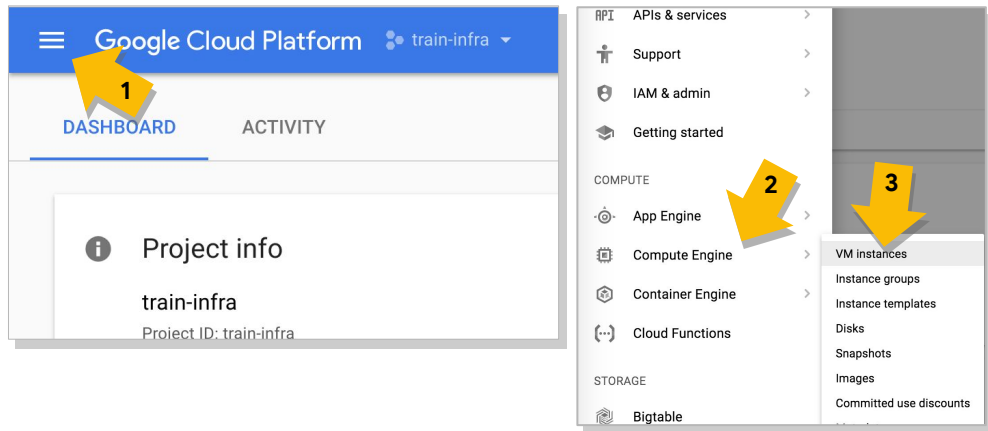 Google Cloud Platform train-infra
1
DASHBOARD ACTIVITY
Project info
train-infra
Project ID: train-infra
API APIs & services
Support
IAM & admin
Getting started
COMPUTE
2
3
App Engine
Compute Engine
Container Engine
Cloud Functions
STORAGE
Bigtable
VM instances
Instance groups
Instance templates
Disks
Snapshots
Images
Committed use discounts